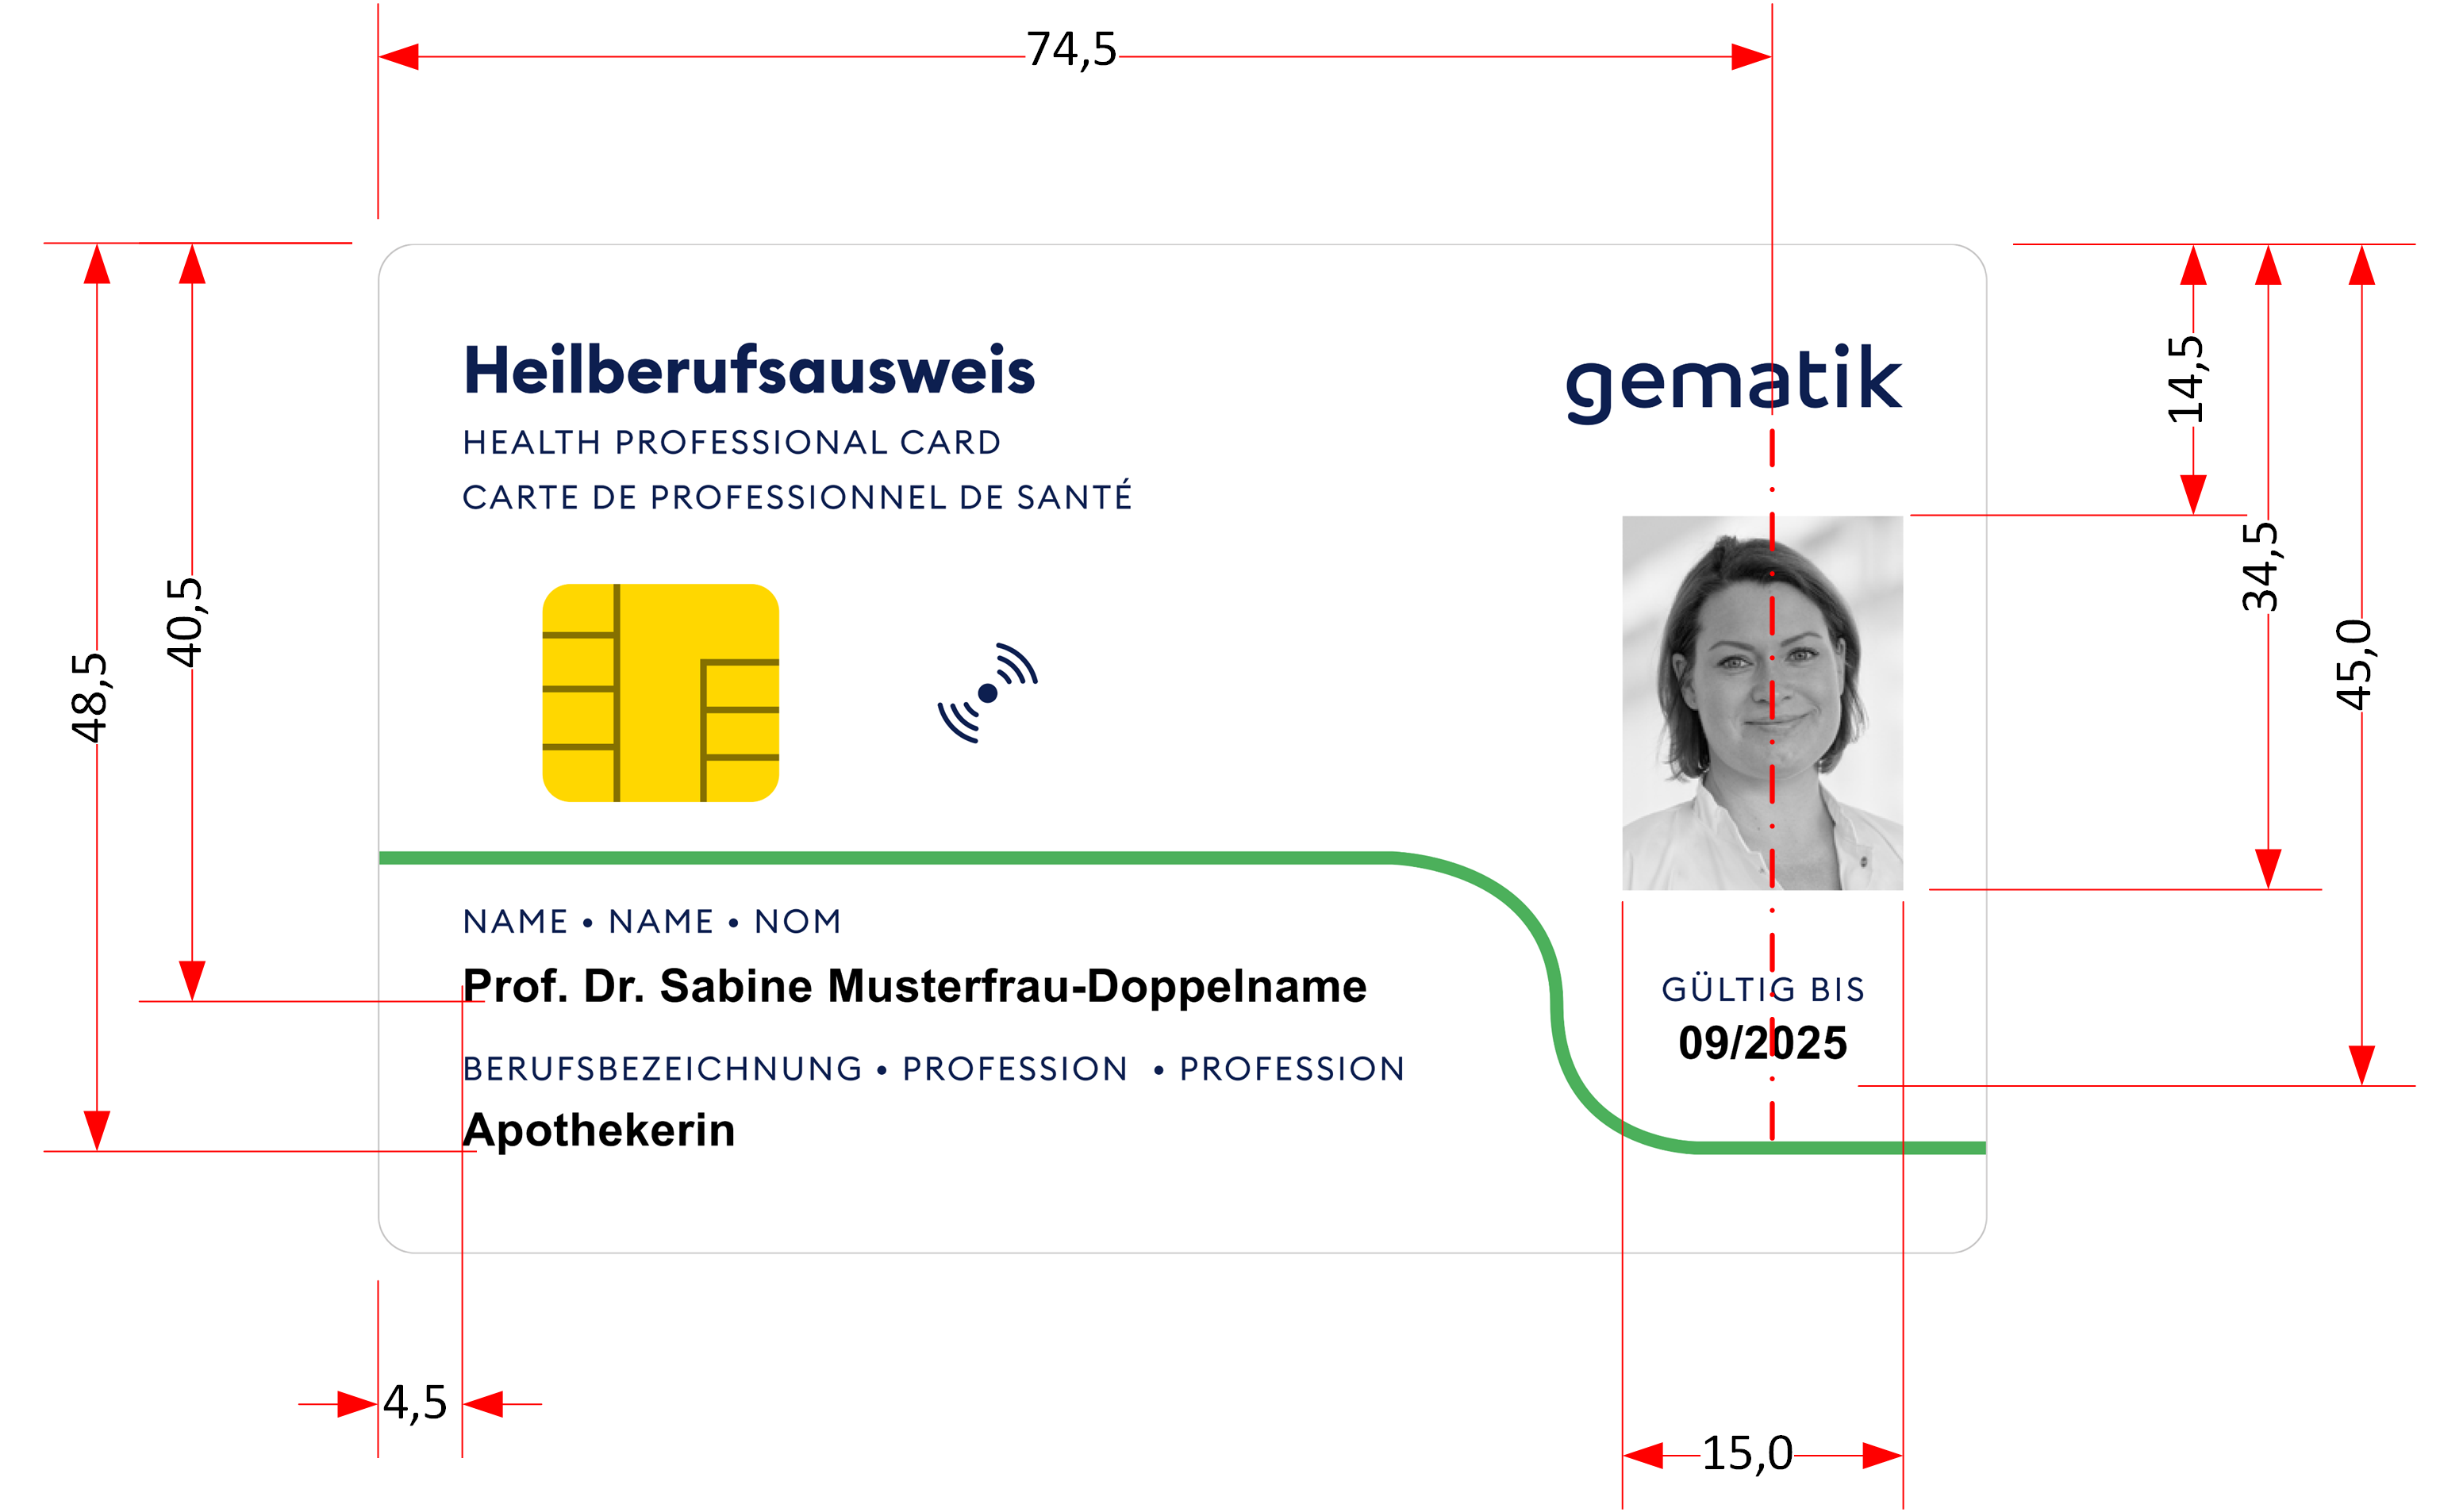 74,5
Heilberufsausweis
gematik
HEALTH PROFESSIONAL CARD
CARTE DE PROFESSIONNEL DE SANTÉ
14,5
34,5
40,5
45,0
48,5
NAME • NAME • NOM
Prof. Dr. Sabine Musterfrau-Doppelname
GÜLTIG BIS
09/2025
BERUFSBEZEICHNUNG • PROFESSION • PROFESSION
Apothekerin
4,5
15,0